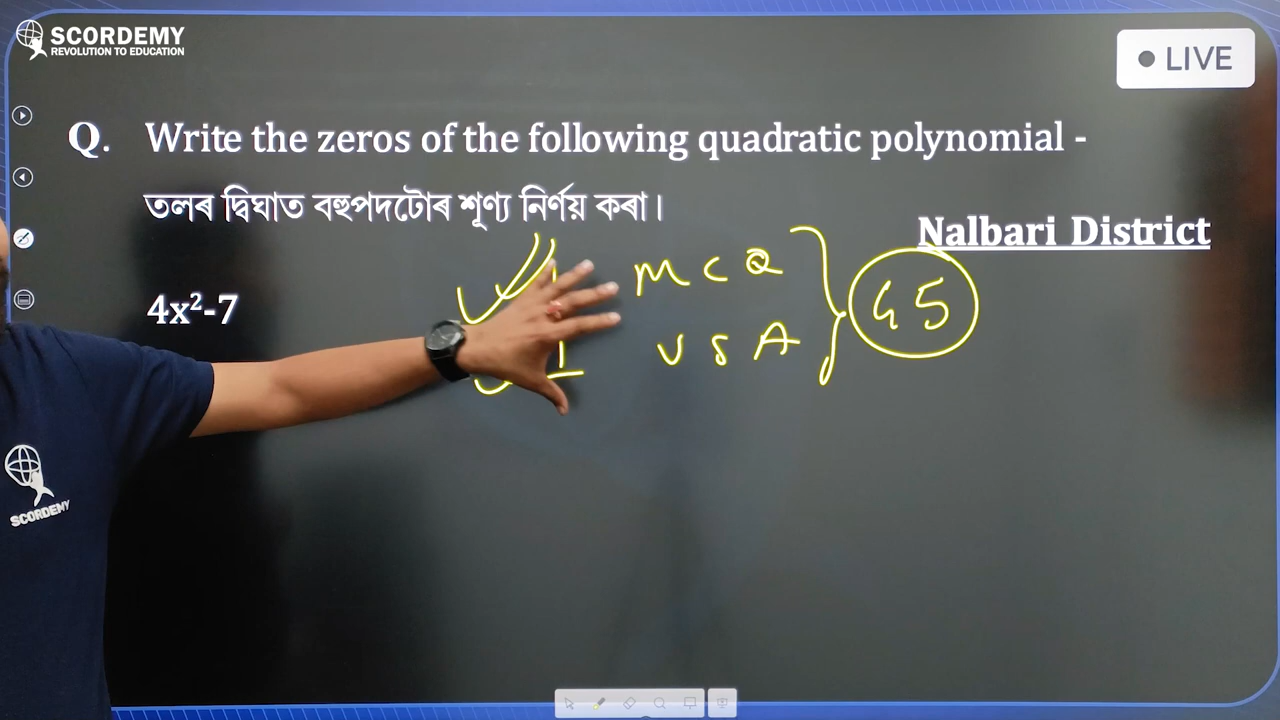 SCORDEMY
REVOLUTION TO EDUCATION
LIVE
Q. Write the zeros of the following quadratic polynomial -
তলৰ দ্বিঘাত বহুপদটোৰ শূণ্য নিৰ্ণয় কৰা।
Nalbari District
4x²-7
MCQ
VSA
45
SCORDEMY